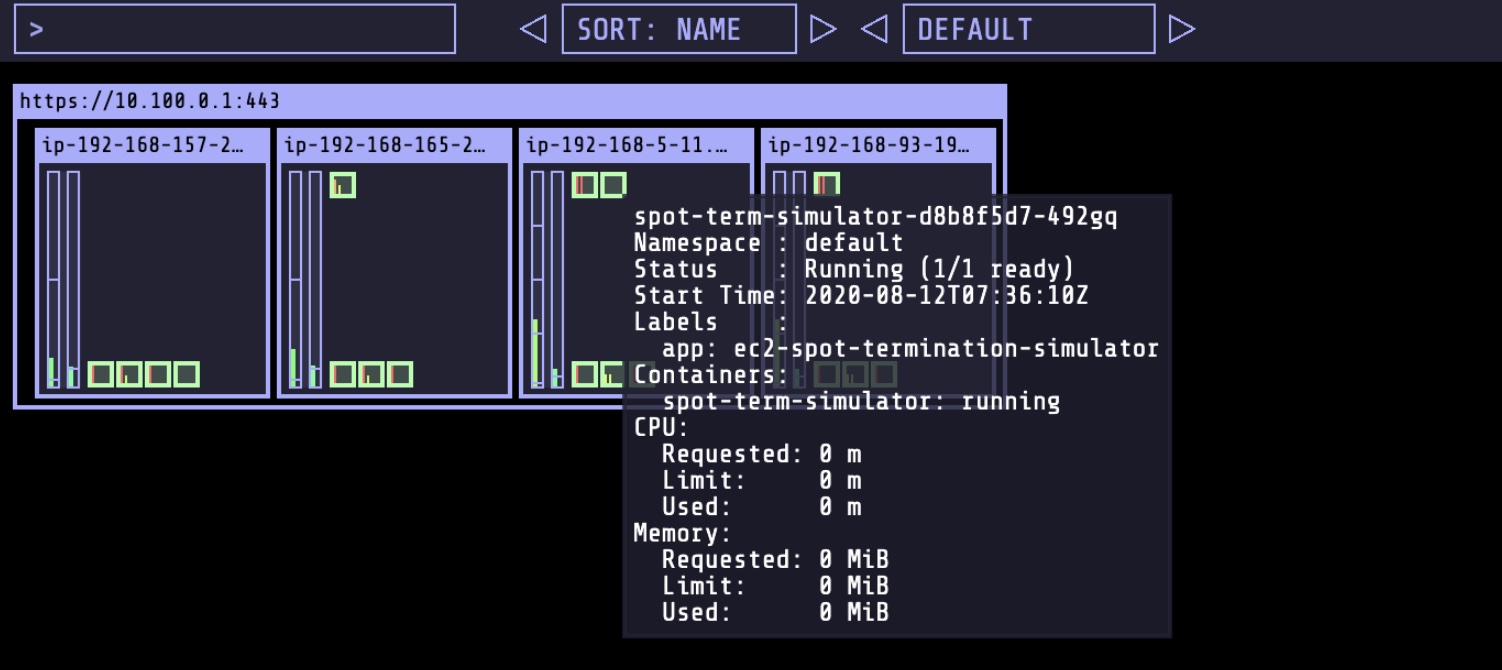 >
SORT: NAME
DEFAULT
https://10.100.0.1:443
ip-192-168-157-2…
ip-192-168-165-2…
ip-192-168-5-11.…
ip-192-168-93-19…
spot-term-simulator-d8b8f5d7-492gq
Namespace : default
Status    : Running (1/1 ready)
Start Time: 2020-08-12T07:36:10Z
Labels    :
  app: ec2-spot-termination-simulator
Containers:
  spot-term-simulator: running
CPU:
  Requested: 0 m
  Limit:     0 m
  Used:      0 m
Memory:
  Requested: 0 MiB
  Limit:     0 MiB
  Used:      0 MiB